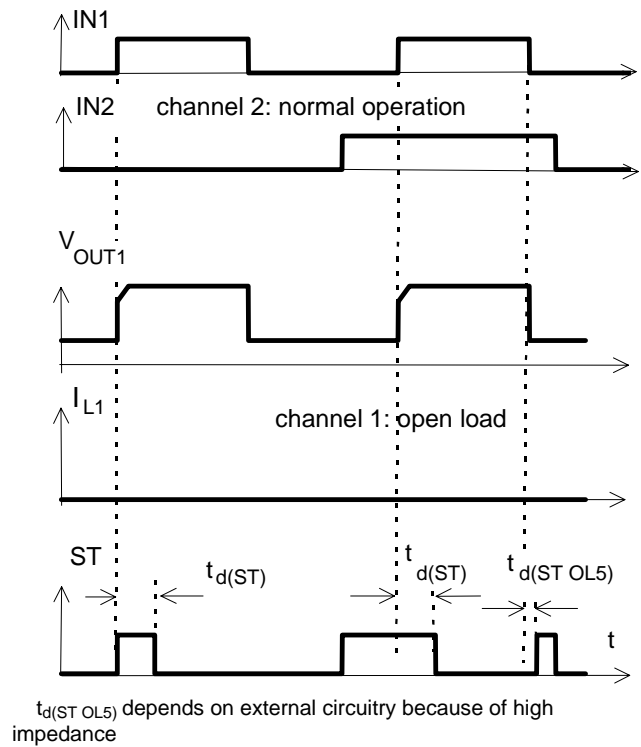 IN1
IN2 channel 2: normal operation
VOUT1
IL1
channel 1: open load
ST
td(ST) td(ST) td(ST OL5)
t
td(ST OL5) depends on external circuitry because of high
impedance